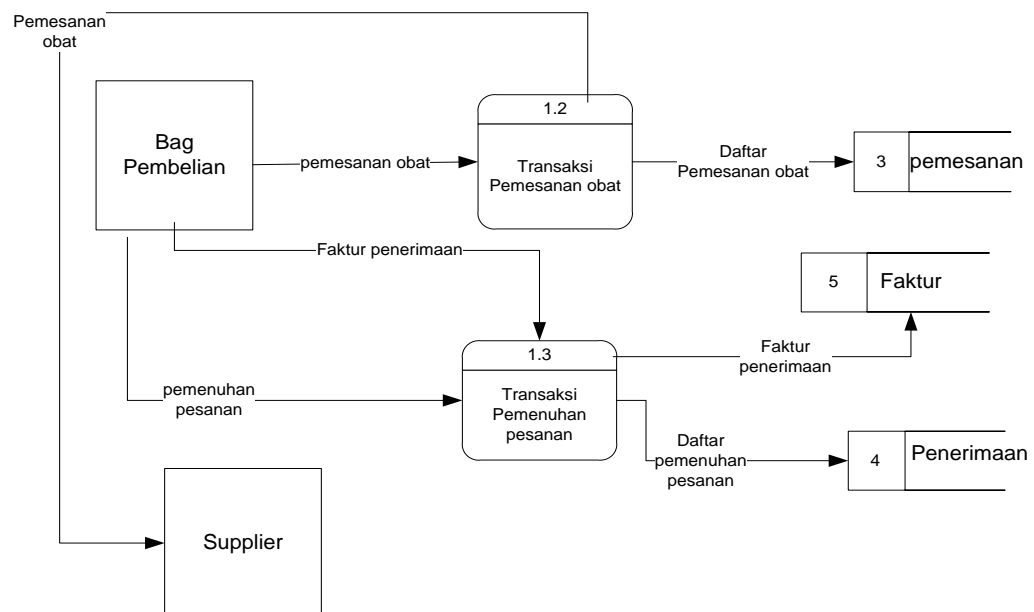 Pemesanan
obat
Bag
Pembelian
pemesanan obat
1.2
Transaksi
Pemesanan obat
Daftar
Pemesanan obat
3
pemesanan
Faktur penerimaan
5
Faktur
pemenuhan
pesanan
1.3
Transaksi
Pemenuhan
pesanan
Faktur
penerimaan
Daftar
pemenuhan
pesanan
4
Penerimaan
Supplier